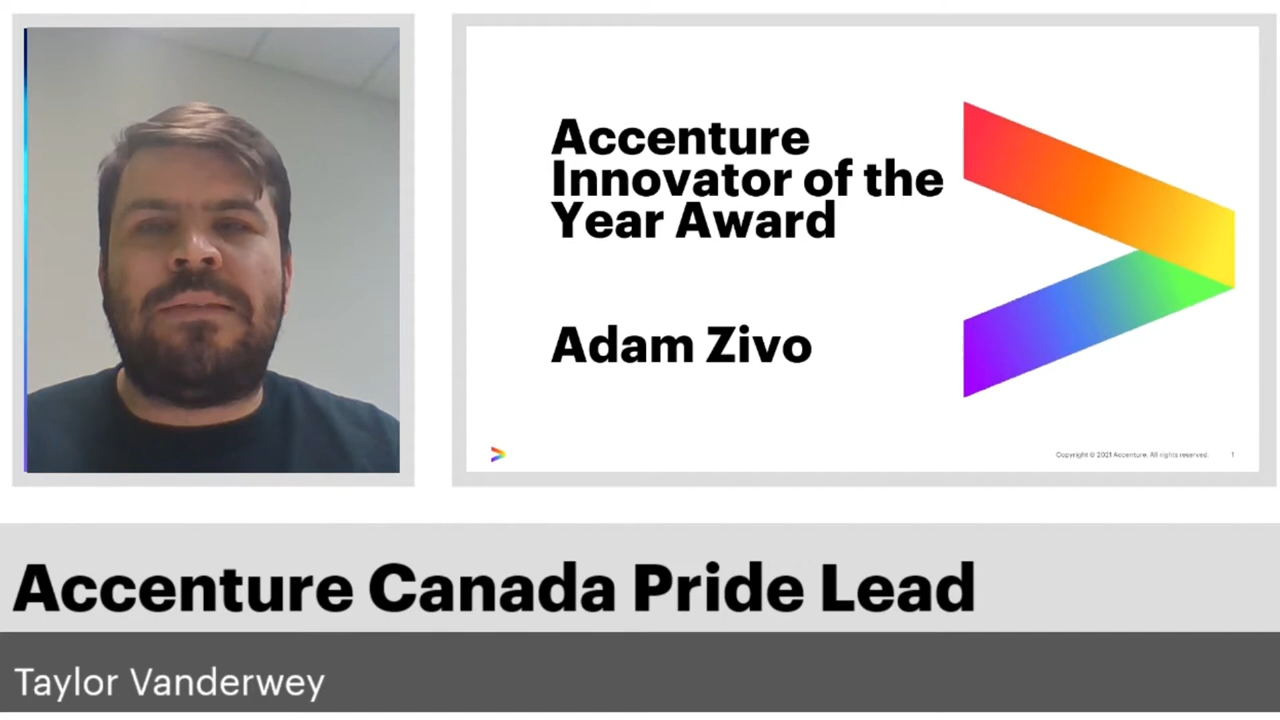 Accenture
Innovator of the
Year Award
Adam Zivo
Copyright © 2021 Accenture. All rights reserved.
1
Accenture Canada Pride Lead
Taylor Vanderwey